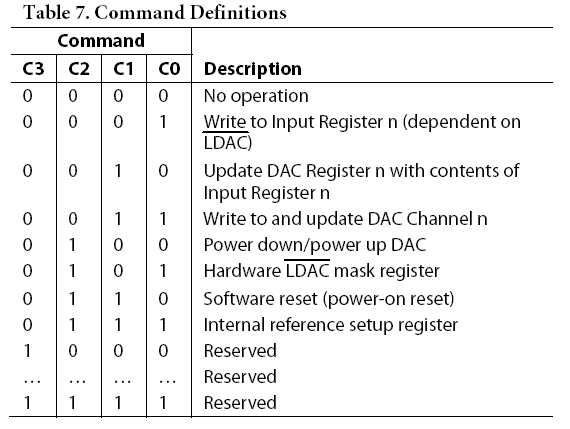 Table 7. Command Definitions
Command
C3 C2 C1 C0 Description
0 0 0 0 No operation
0 0 0 1 Write to Input Register n (dependent on
LDAC)
0 0 1 0 Update DAC Register n with contents of
Input Register n
0 0 1 1 Write to and update DAC Channel n
0 1 0 0 Power down/power up DAC
0 1 0 1 Hardware LDAC mask register
0 1 1 0 Software reset (power-on reset)
0 1 1 1 Internal reference setup register
1 0 0 0 Reserved
… … … … Reserved
1 1 1 1 Reserved